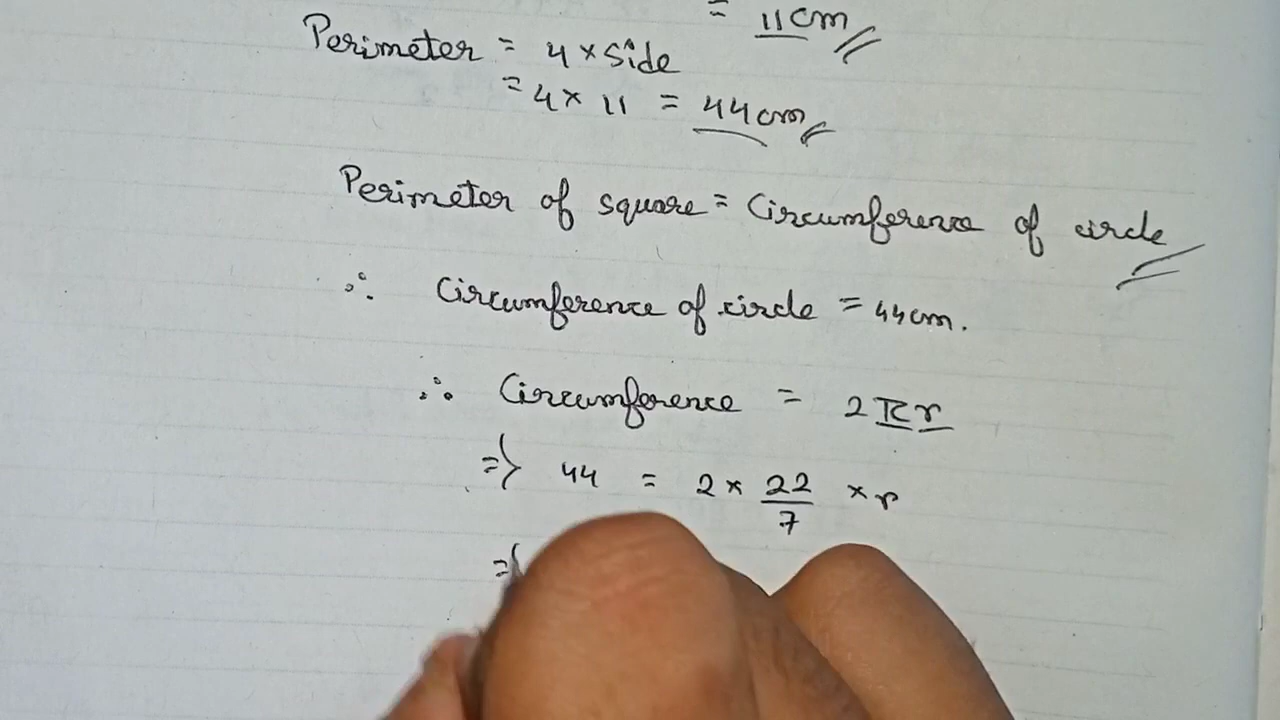 = 11cm
Perimeter = 4 × side
= 4 × 11 = 44cm
Perimeter of square = Circumference of circle
∴ Circumference of circle = 44cm.
∴ Circumference = 2πr
=> 44 = 2 × 22/7 × r
=>